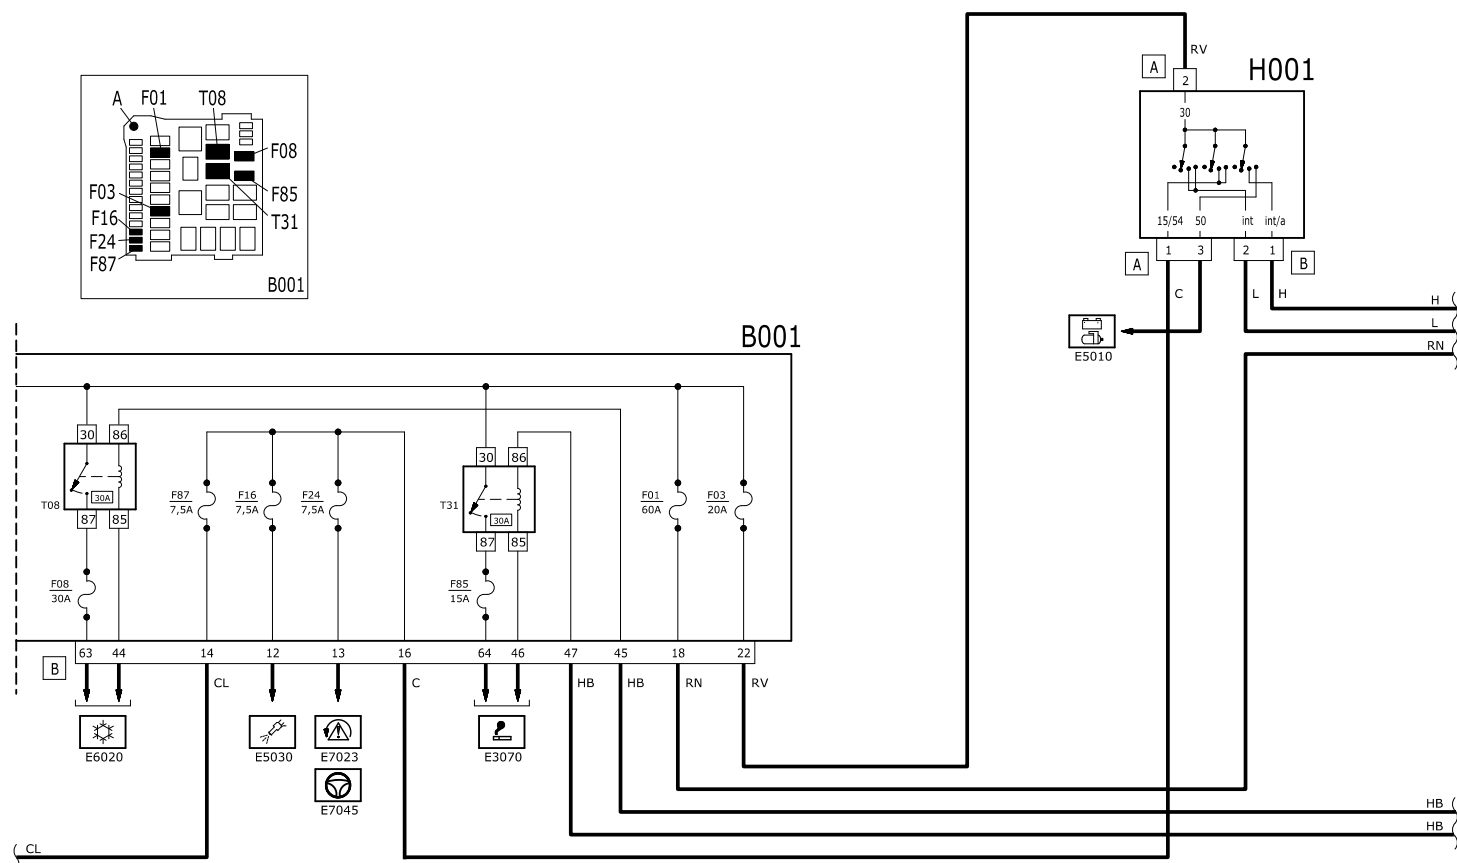 RV
A
H001
2
30
15/54 50 int int/a
1 3 2 1
A B
C L H
H
L
RN
E5010
A F01 T08
F08
F03
F85
F16
T31
F24
F87
B001
B001
30 86
T08
30A
87 85
F08
30A
F87
7,5A
F16
7,5A
F24
7,5A
30 86
T31
30A
87 85
F85
15A
F01
60A
F03
20A
B
63 44 14 12 13 16 64 46 47 45 18 22
CL C HB HB RN RV
E6020 E5030 E7023 E3070
E7045
HB
HB
CL